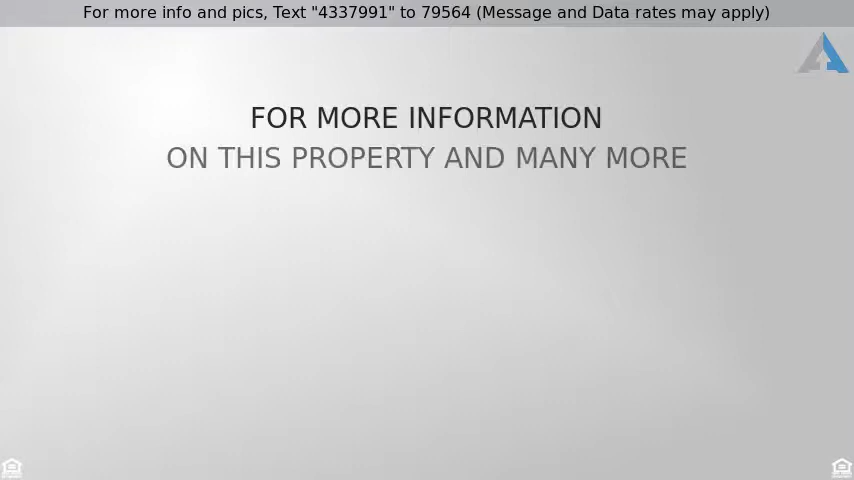 For more info and pics, Text "4337991" to 79564 (Message and Data rates may apply)
FOR MORE INFORMATION
ON THIS PROPERTY AND MANY MORE